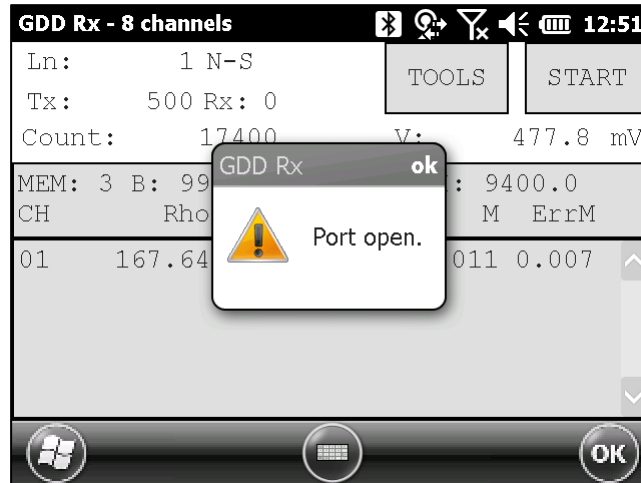 GDD Rx - 8 channels 12:51
Ln: 1 N-S TOOLS START
Tx: 500 Rx: 0
Count: 17400 V: 477.8 mV
GDD Rx ok
MEM: 3 B: 99 : 9400.0
CH Rho M ErrM
Port open.
01 167.64 011 0.007
OK